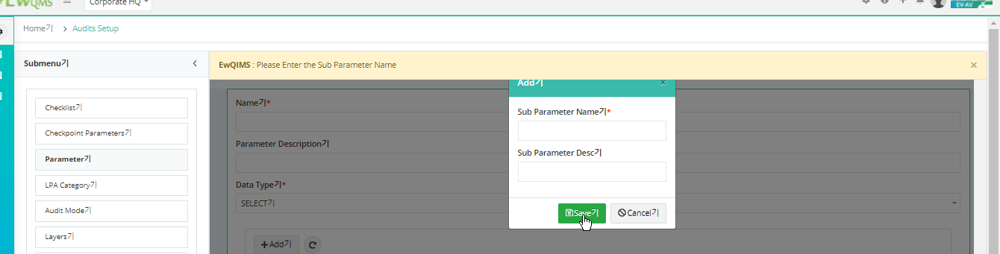 EwQMS
Corporate HQ
EV-AV
Home기 > Audits Setup
Submenu기
EwQIMS : Please Enter the Sub Parameter Name ×
Checklist기
Checkpoint Parameters기
Parameter기
LPA Category기
Audit Mode기
Layers기
Name기*
Parameter Description기
Data Type기*
SELECT기
+Add기
Add기 ×
Sub Parameter Name기*
Sub Parameter Desc기
Save기 Cancel기